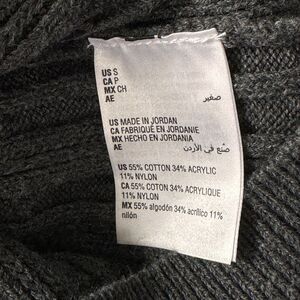 US S
CA P
MX CH
AE صغير
US MADE IN JORDAN
CA FABRIQUÉ EN JORDANIE
MX HECHO EN JORDANIA
AE صنع في الأردن
US 55% COTTON 34% ACRYLIC
11% NYLON
CA 55% COTON 34% ACRYLIQUE
11% NYLON
MX 55% algodón 34% acrílico 11%
nilón